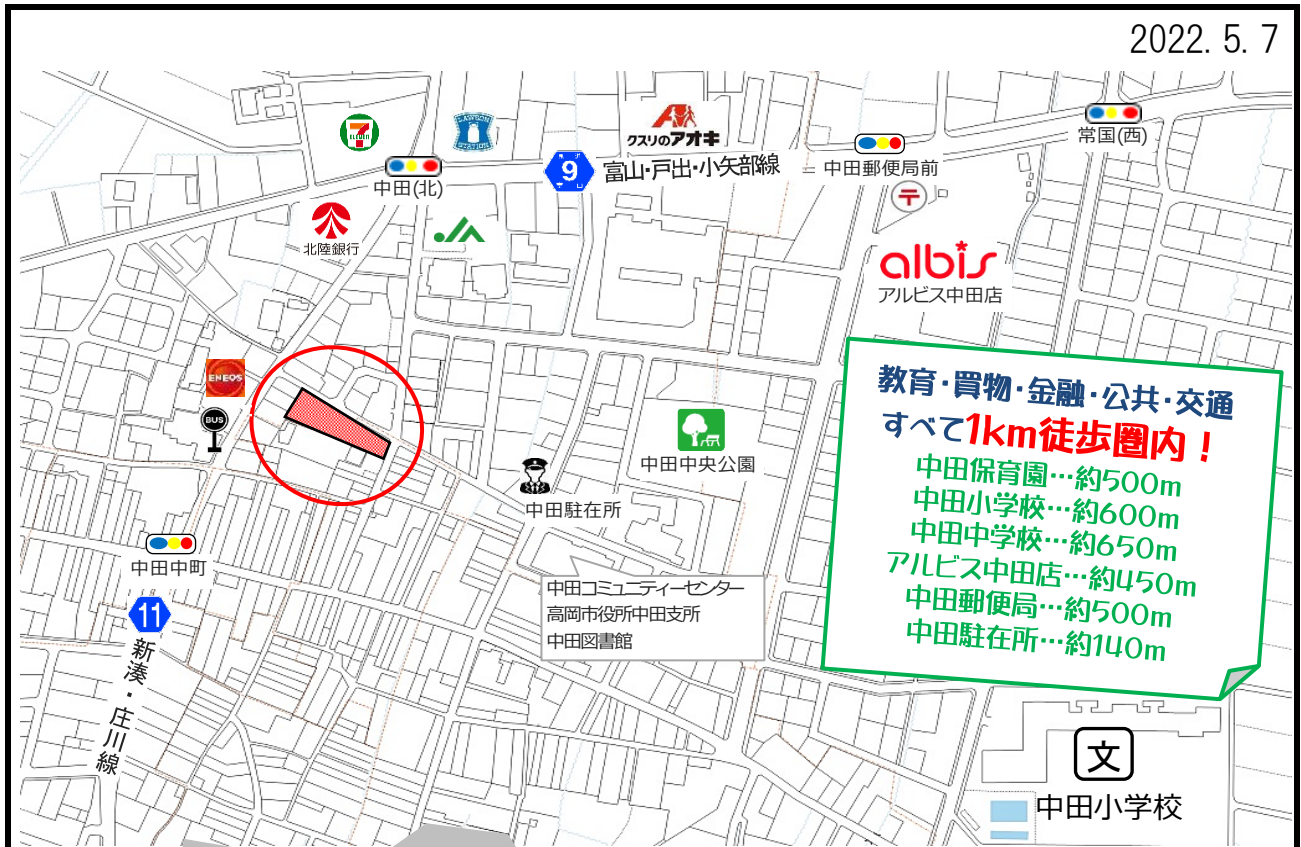 2022. 5. 7
クスリのアオキ
常国(西)
LAWSON
STATION
ELEVEN
9
富山・戸出・小矢部線
中田郵便局前
中田(北)
北陸銀行
albis
アルビス中田店
ENEOS
BUS
中田中央公園
中田駐在所
教育・買物・金融・公共・交通
すべて1km徒歩圏内！
中田保育園…約500m
中田小学校…約600m
中田中学校…約650m
アルビス中田店…約450m
中田郵便局…約500m
中田駐在所…約140m
中田中町
11
新湊・庄川線
中田コミュニティーセンター
高岡市役所中田支所
中田図書館
文
中田小学校